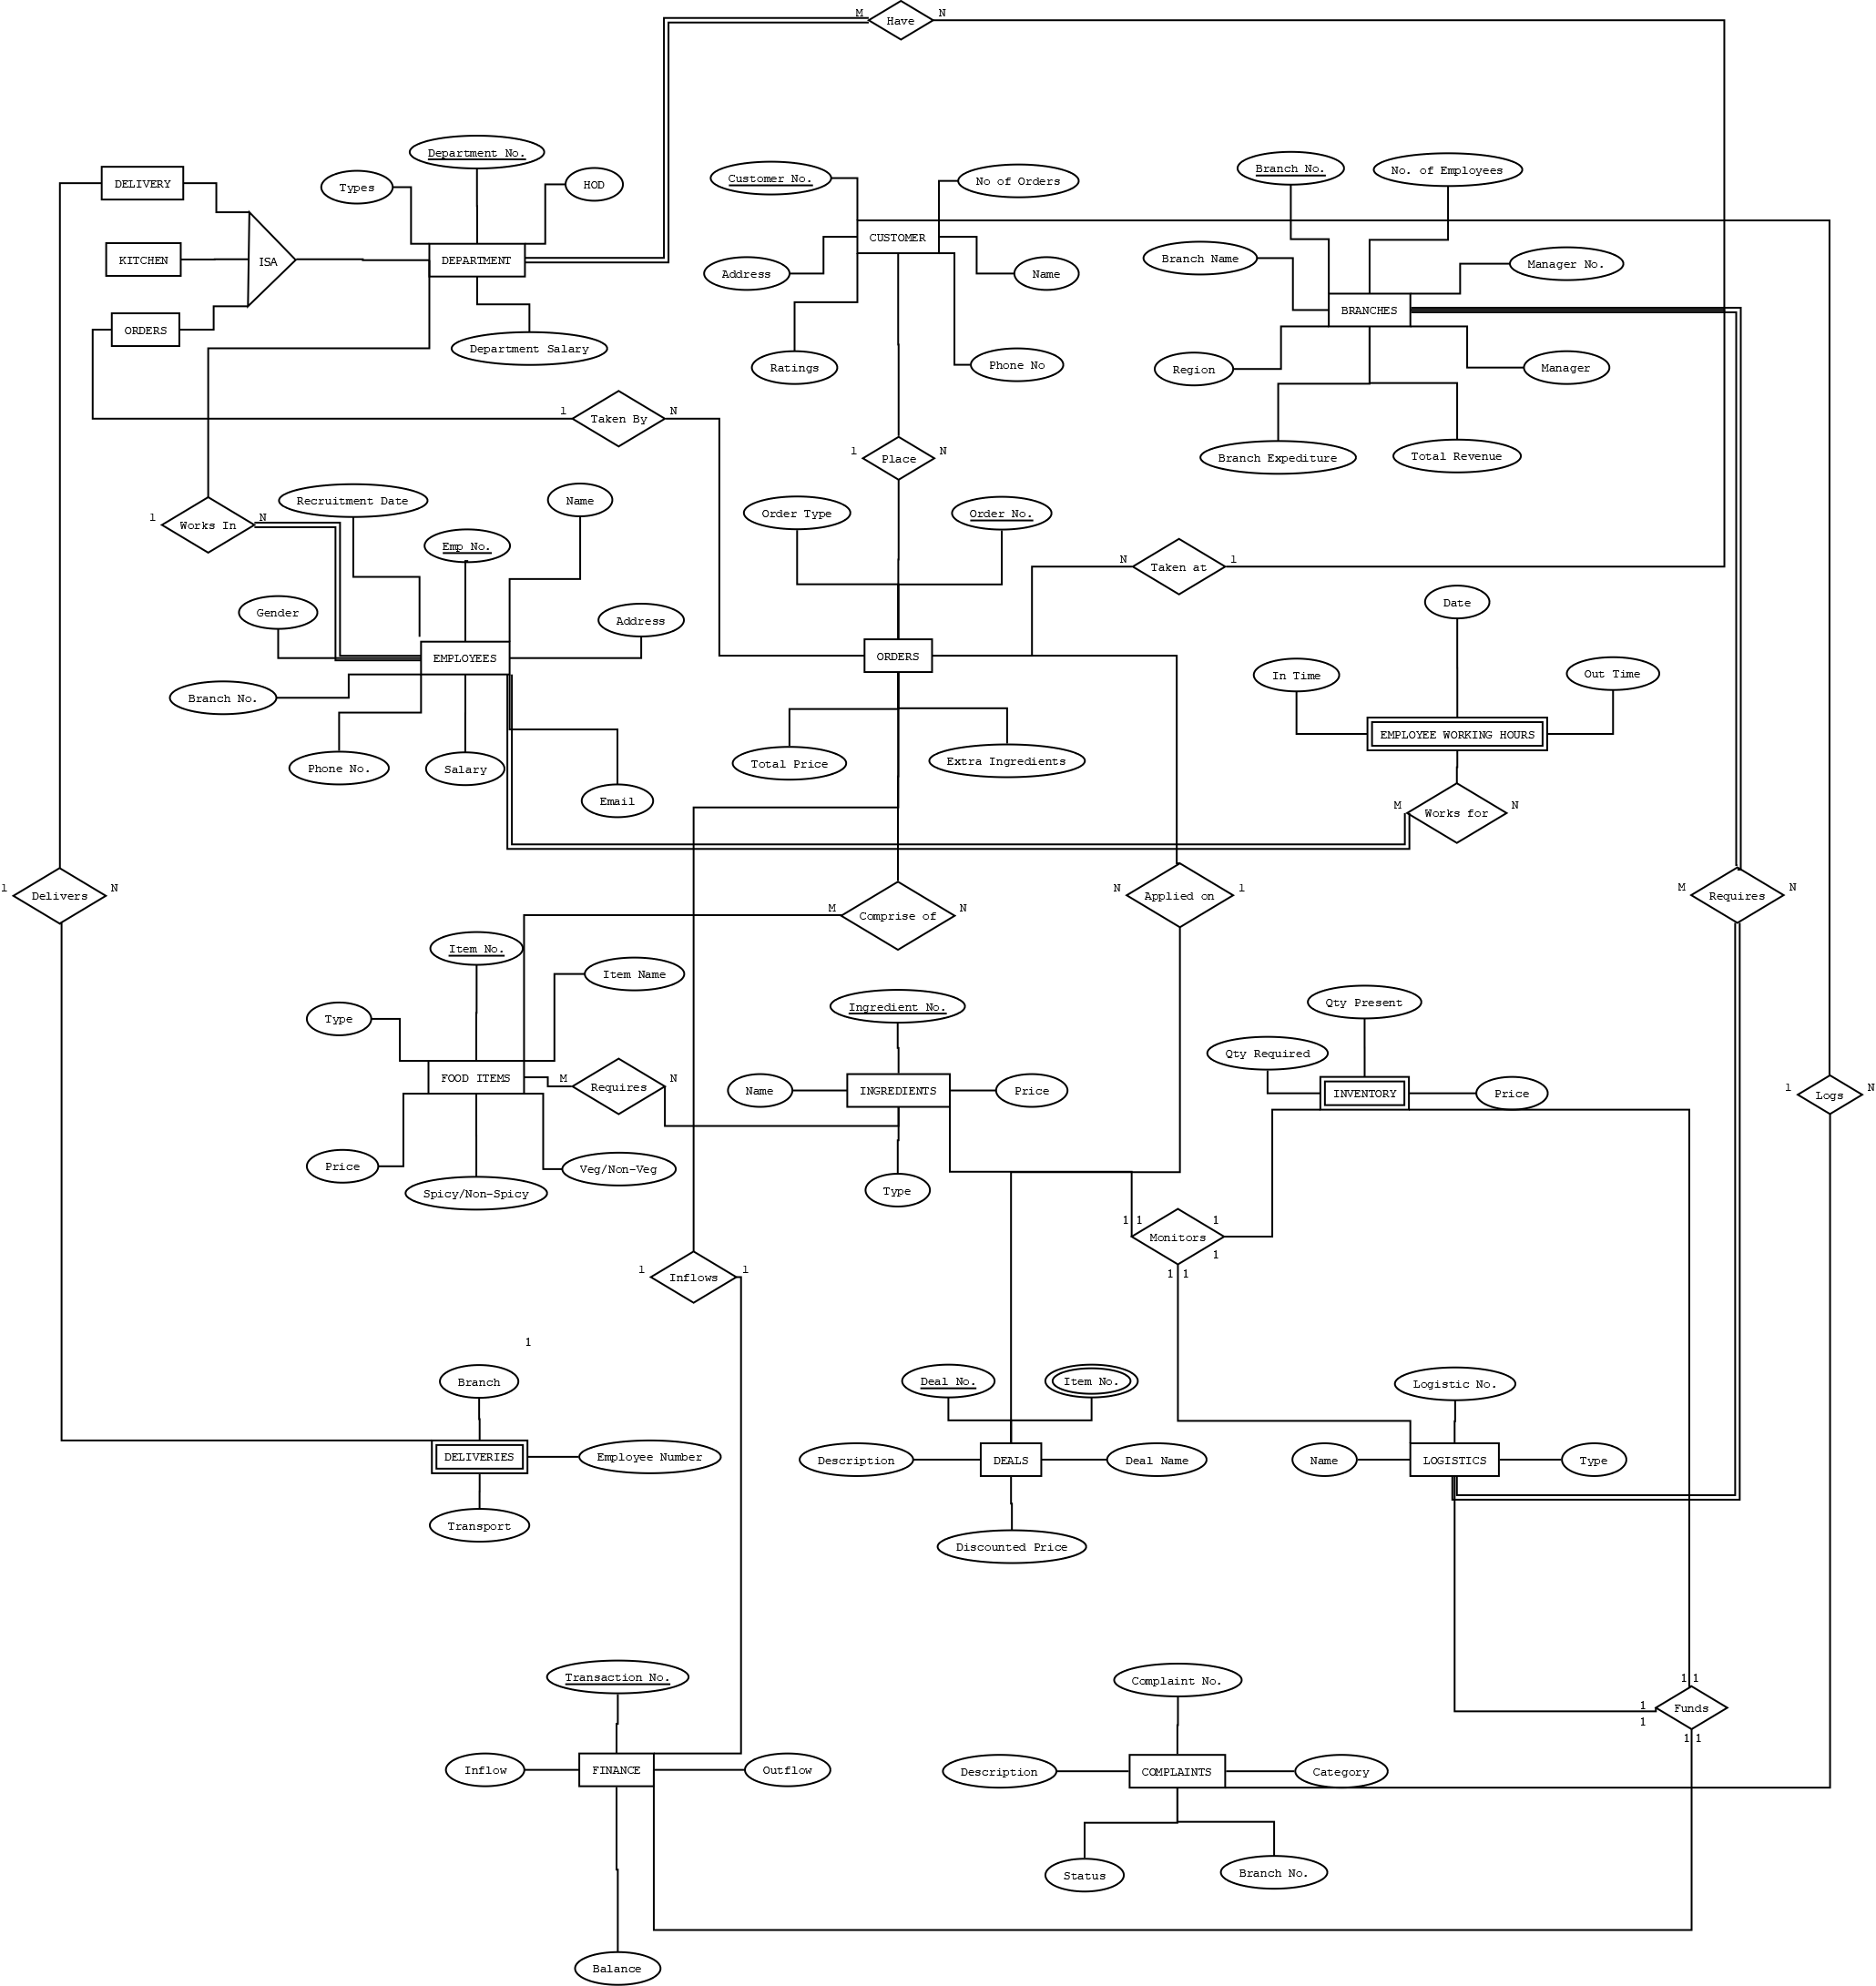 M
Have
N
Department No.
Customer No.
No of Orders
Branch No.
No. of Employees
DELIVERY
Types
HOD
KITCHEN
ISA
DEPARTMENT
CUSTOMER
Address
Name
Branch Name
Manager No.
ORDERS
BRANCHES
Department Salary
Ratings
Phone No
Region
Manager
1
Taken By
N
1
Place
N
Branch Expediture
Total Revenue
Recruitment Date
Name
Order Type
Order No.
1
Works In
N
Emp No.
N
Taken at
1
Gender
Address
Date
EMPLOYEES
ORDERS
In Time
Out Time
Branch No.
EMPLOYEE WORKING HOURS
Phone No.
Salary
Total Price
Extra Ingredients
Email
M
Works for
N
1
Delivers
N
M
Comprise of
N
N
Applied on
1
M
Requires
N
Item No.
Item Name
Type
Ingredient No.
Qty Present
Qty Required
FOOD ITEMS
M
Requires
N
Name
INGREDIENTS
Price
INVENTORY
Price
1
Logs
N
Price
Spicy/Non-Spicy
Veg/Non-Veg
Type
1
1
Monitors
1
1
1
1
1
Inflows
1
1
Branch
Deal No.
Item No.
Logistic No.
DELIVERIES
Employee Number
Description
DEALS
Deal Name
Name
LOGISTICS
Type
Transport
Discounted Price
Transaction No.
Complaint No.
1
1
1
1
Funds
1
1
Inflow
FINANCE
Outflow
Description
COMPLAINTS
Category
Status
Branch No.
Balance